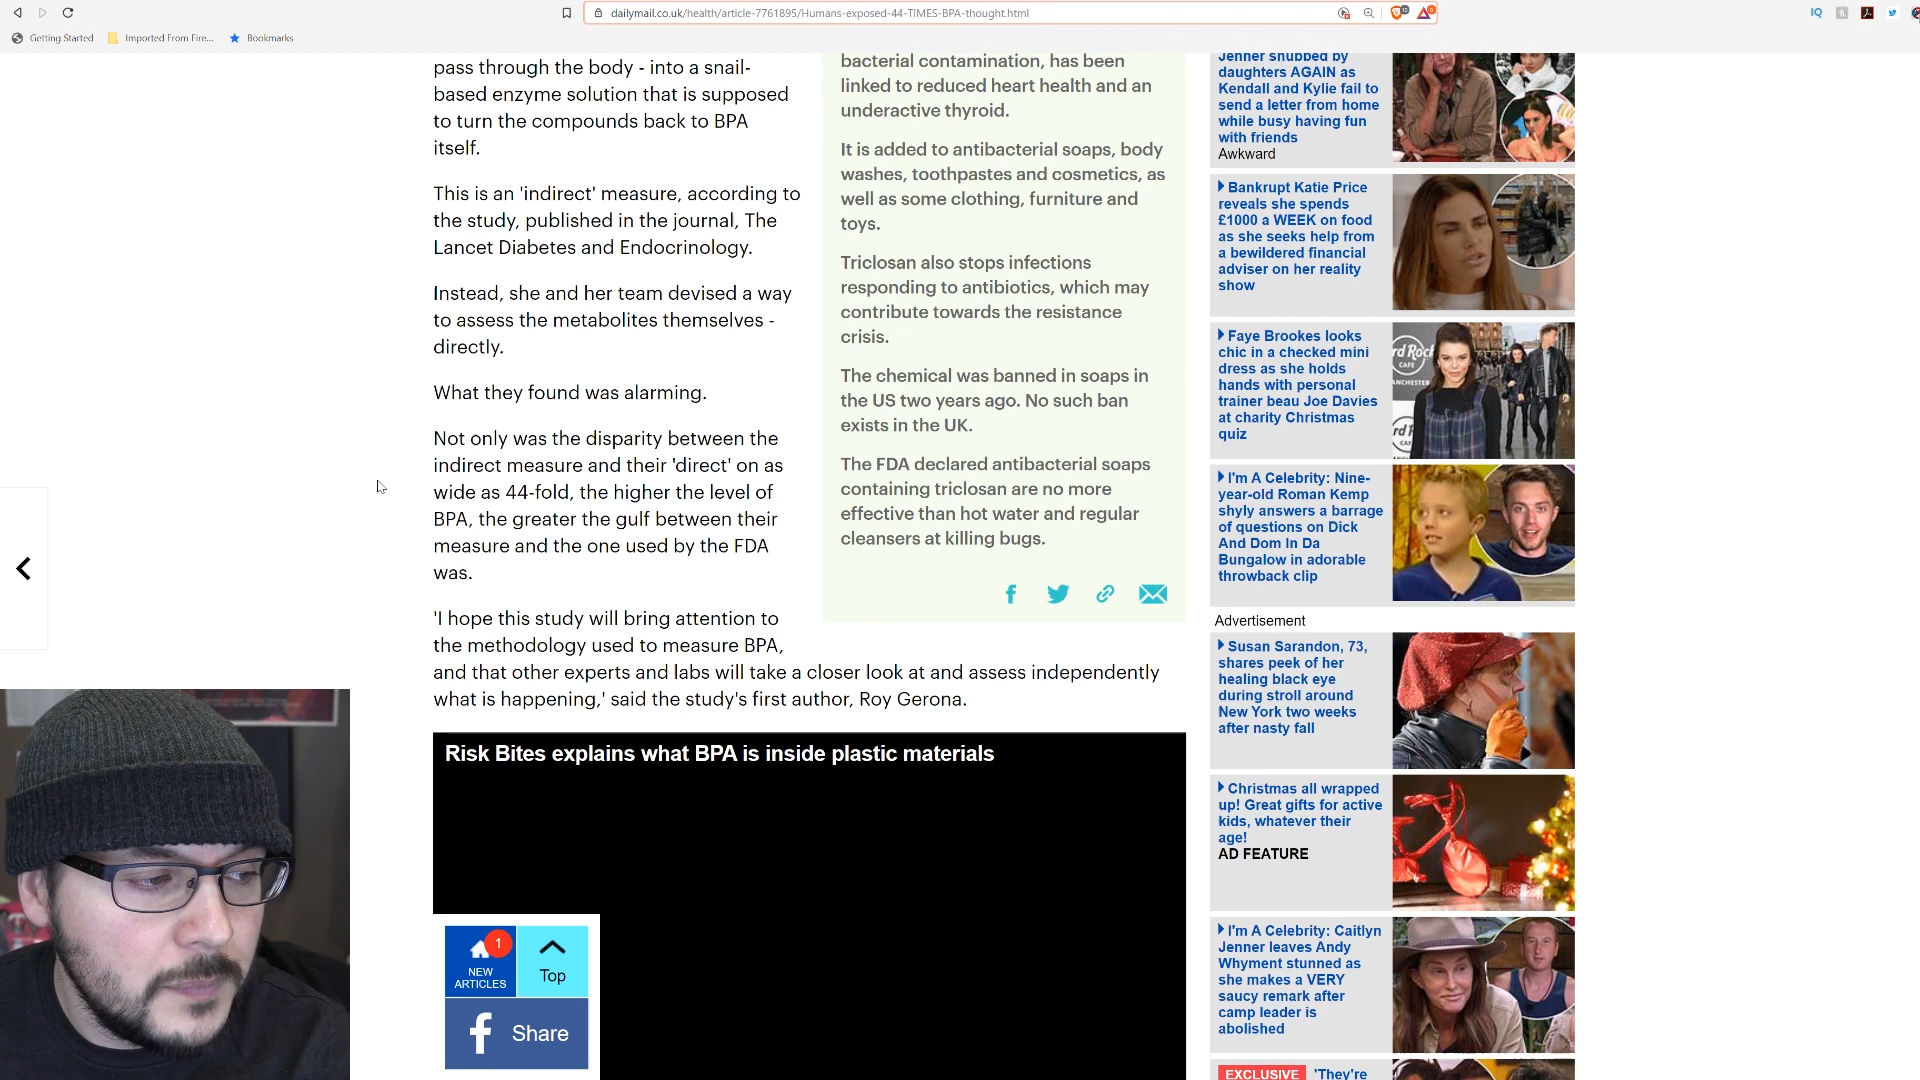 dailymail.co.uk/health/article-7761895/Humans-exposed-44-TIMES-BPA-thought.html
Getting Started
Imported From Fire...
Bookmarks
pass through the body - into a snail-
based enzyme solution that is supposed
to turn the compounds back to BPA
itself.
This is an 'indirect' measure, according to
the study, published in the journal, The
Lancet Diabetes and Endocrinology.
Instead, she and her team devised a way
to assess the metabolites themselves -
directly.
What they found was alarming.
Not only was the disparity between the
indirect measure and their 'direct' on as
wide as 44-fold, the higher the level of
BPA, the greater the gulf between their
measure and the one used by the FDA
was.
'I hope this study will bring attention to
the methodology used to measure BPA,
and that other experts and labs will take a closer look at and assess independently
what is happening,' said the study's first author, Roy Gerona.
Risk Bites explains what BPA is inside plastic materials
1
NEW
ARTICLES
Top
Share
bacterial contamination, has been
linked to reduced heart health and an
underactive thyroid.
It is added to antibacterial soaps, body
washes, toothpastes and cosmetics, as
well as some clothing, furniture and
toys.
Triclosan also stops infections
responding to antibiotics, which may
contribute towards the resistance
crisis.
The chemical was banned in soaps in
the US two years ago. No such ban
exists in the UK.
The FDA declared antibacterial soaps
containing triclosan are no more
effective than hot water and regular
cleansers at killing bugs.
Jenner snubbed by
daughters AGAIN as
Kendall and Kylie fail to
send a letter from home
while busy having fun
with friends
Awkward
Bankrupt Katie Price
reveals she spends
£1000 a WEEK on food
as she seeks help from
a bewildered financial
adviser on her reality
show
Faye Brookes looks
chic in a checked mini
dress as she holds
hands with personal
trainer beau Joe Davies
at charity Christmas
quiz
I'm A Celebrity: Nine-
year-old Roman Kemp
shyly answers a barrage
of questions on Dick
And Dom In Da
Bungalow in adorable
throwback clip
Advertisement
Susan Sarandon, 73,
shares peek of her
healing black eye
during stroll around
New York two weeks
after nasty fall
Christmas all wrapped
up! Great gifts for active
kids, whatever their
age!
AD FEATURE
I'm A Celebrity: Caitlyn
Jenner leaves Andy
Whyment stunned as
she makes a VERY
saucy remark after
camp leader is
abolished
EXCLUSIVE 'They're